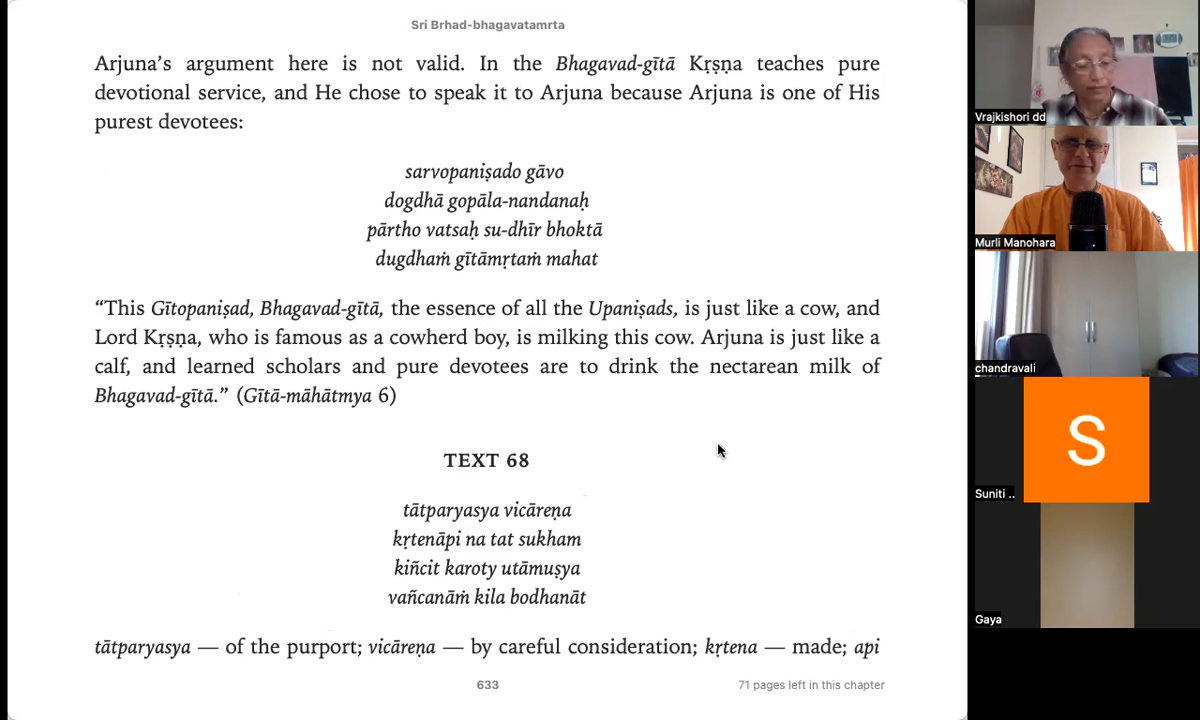 Sri Brhad-bhagavatamrta
Arjuna’s argument here is not valid. In the Bhagavad-gītā Kṛṣṇa teaches pure
devotional service, and He chose to speak it to Arjuna because Arjuna is one of His
purest devotees:
sarvopaniṣado gāvo
dogdhā gopāla-nandanaḥ
pārtho vatsaḥ su-dhīr bhoktā
dugdhaṁ gītāmṛtaṁ mahat
“This Gītopaniṣad, Bhagavad-gītā, the essence of all the Upaniṣads, is just like a cow, and
Lord Kṛṣṇa, who is famous as a cowherd boy, is milking this cow. Arjuna is just like a
calf, and learned scholars and pure devotees are to drink the nectarean milk of
Bhagavad-gītā.” (Gītā-māhātmya 6)
TEXT 68
tātparyasya vicāreṇa
kṛtenāpi na tat sukham
kiñcit karoty utāmuṣya
vañcanāṁ kila bodhanāt
tātparyasya — of the purport; vicāreṇa — by careful consideration; kṛtena — made; api
633
71 pages left in this chapter
Vrajkishori dd
Murli Manohara
chandravali
S
Suniti ..
Gaya